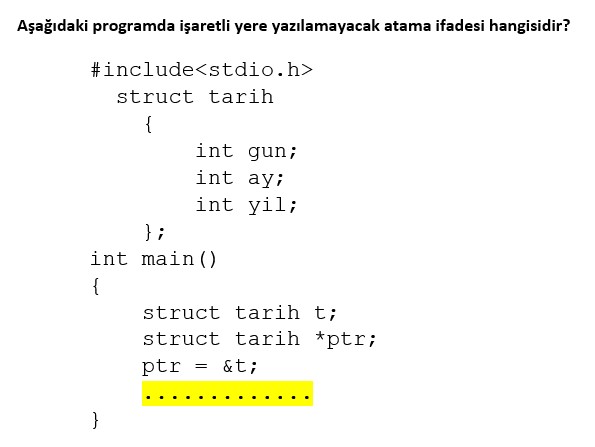 Aşağıdaki programda işaretli yere yazılamayacak atama ifadesi hangisidir?
#include<stdio.h>
struct tarih
{
int gun;
int ay;
int yil;
};
int main()
{
struct tarih t;
struct tarih *ptr;
ptr = &t;
.............
}